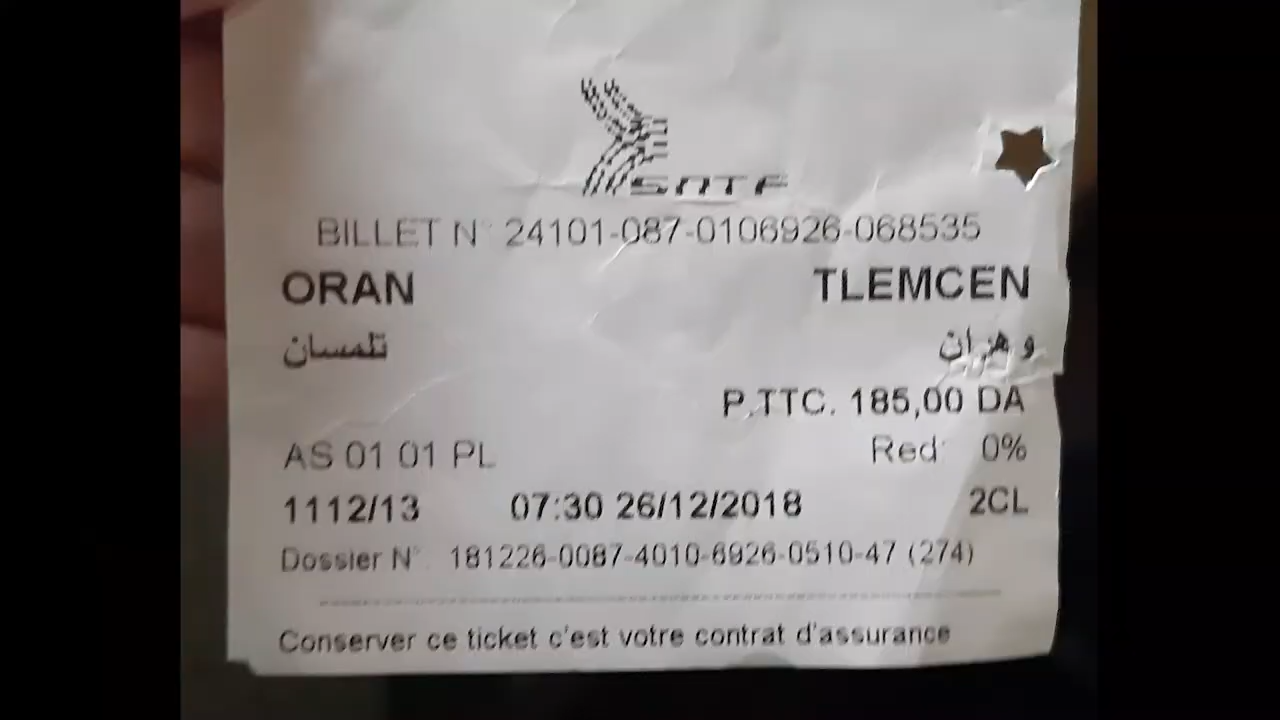 SNTF
BILLET N° 24101-087-0106926-068535
ORAN TLEMCEN
تلمسان وهران
P.TTC. 185,00 DA
AS 01 01 PL Red: 0%
1112/13 07:30 26/12/2018 2CL
Dossier N° 181226-0087-4010-6926-0510-47 (274)
Conserver ce ticket c'est votre contrat d'assurance